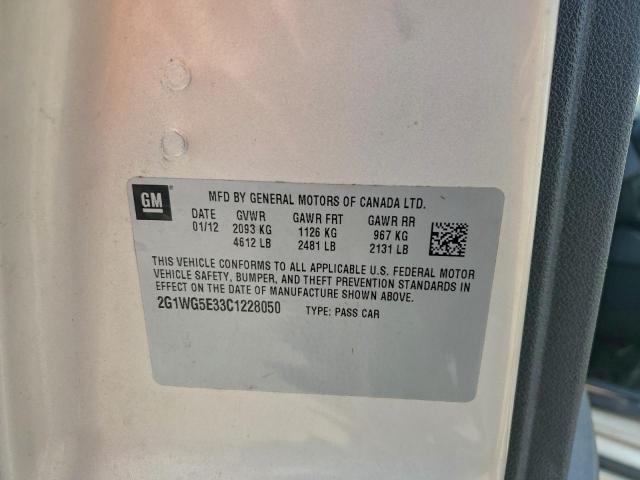 GM
MFD BY GENERAL MOTORS OF CANADA LTD.
DATE GVWR GAWR FRT GAWR RR
01/12 2093 KG 1126 KG 967 KG
4612 LB 2481 LB 2131 LB
THIS VEHICLE CONFORMS TO ALL APPLICABLE U.S. FEDERAL MOTOR
VEHICLE SAFETY, BUMPER, AND THEFT PREVENTION STANDARDS IN
EFFECT ON THE DATE OF MANUFACTURE SHOWN ABOVE.
2G1WG5E33C1228050 TYPE: PASS CAR